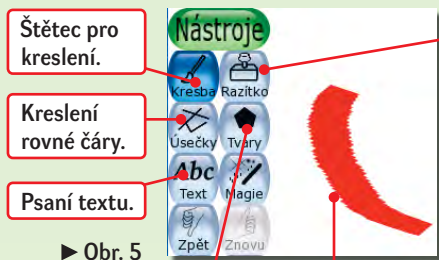 Štětec pro
kreslení.
Nástroje
Kresba Razítko
Kreslení
rovné čáry.
Úsečky Tvary
Abc
Psaní textu.
Text Magie
Zpět Znovu
► Obr. 5